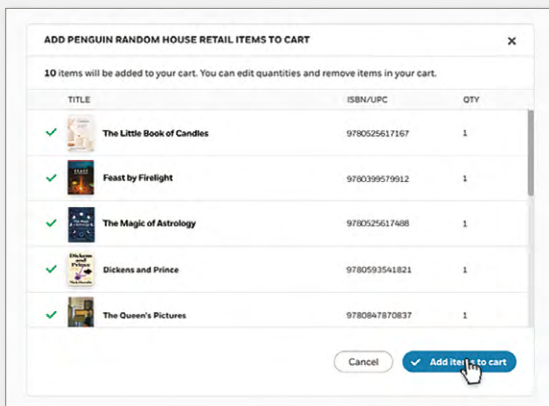 ADD PENGUIN RANDOM HOUSE RETAIL ITEMS TO CART
10 items will be added to your cart. You can edit quantities and remove items in your cart.
TITLE ISBN/UPC QTY
The Little Book of Candles 9780525617167 1
Feast by Firelight 9780399579912 1
The Magic of Astrology 9780525617488 1
Dickens and Prince
Dickens and Prince 9780593541821 1
The Queen's Pictures 9780847870837 1
Cancel Add items to cart